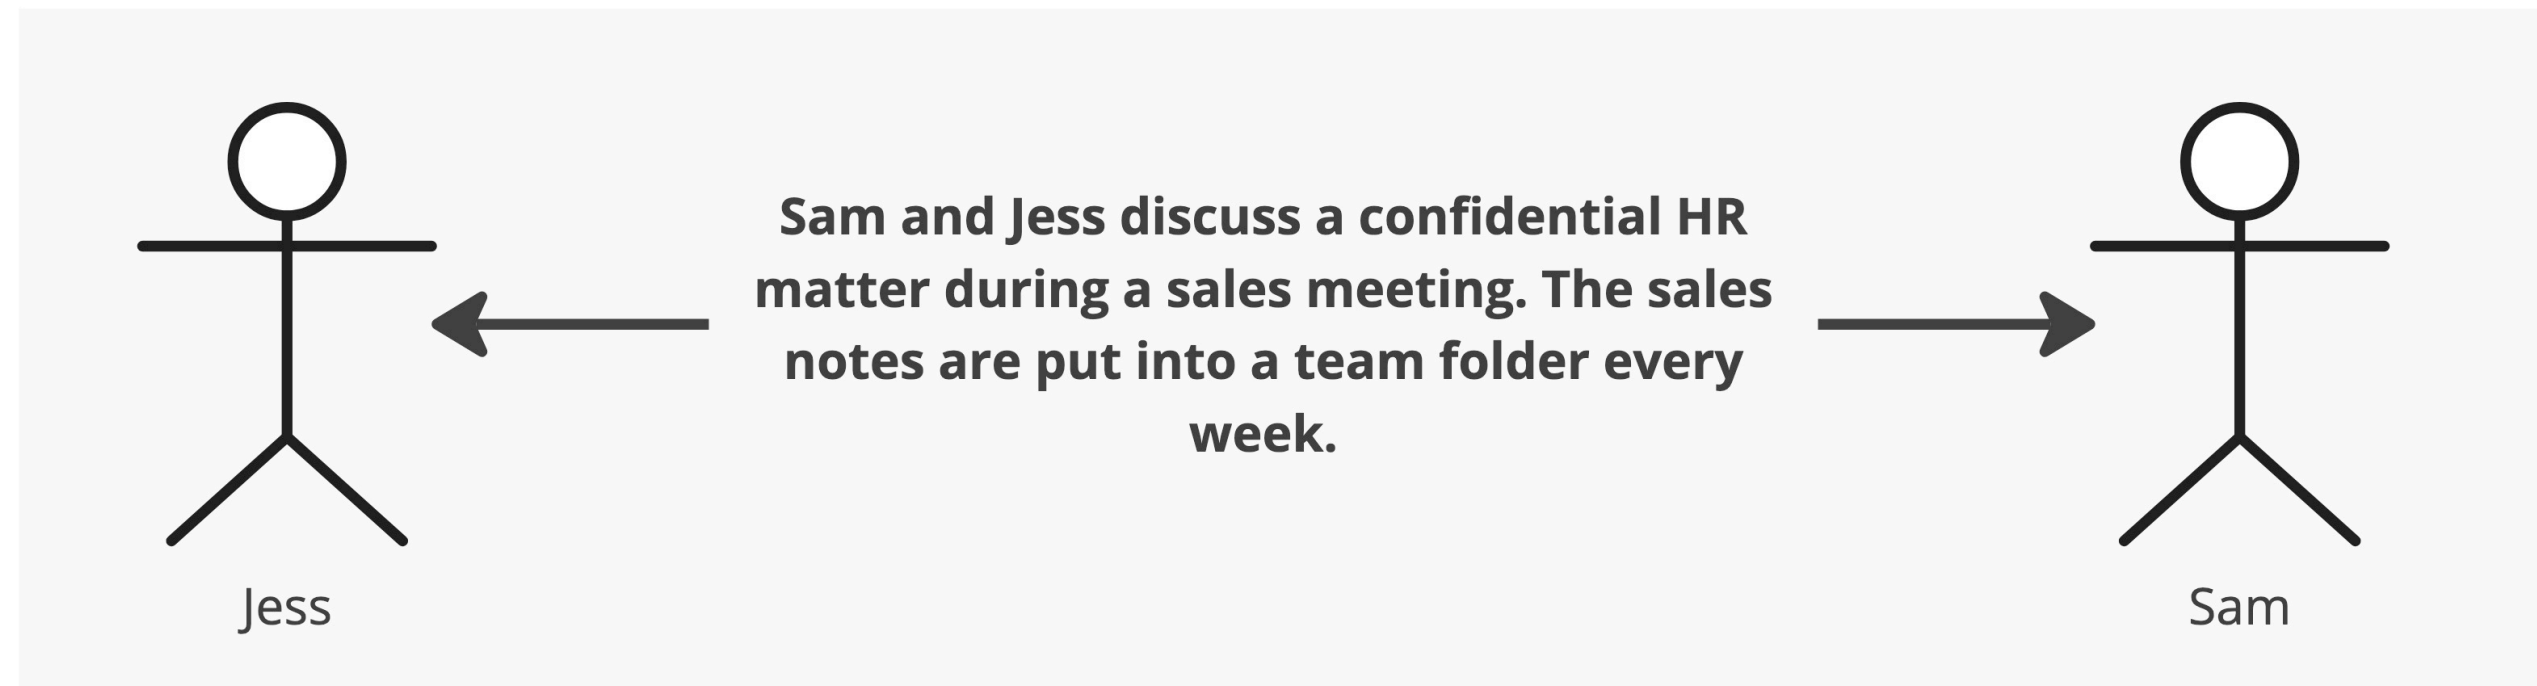 Sam and Jess discuss a confidential HR
matter during a sales meeting. The sales
notes are put into a team folder every
week.
Jess
Sam